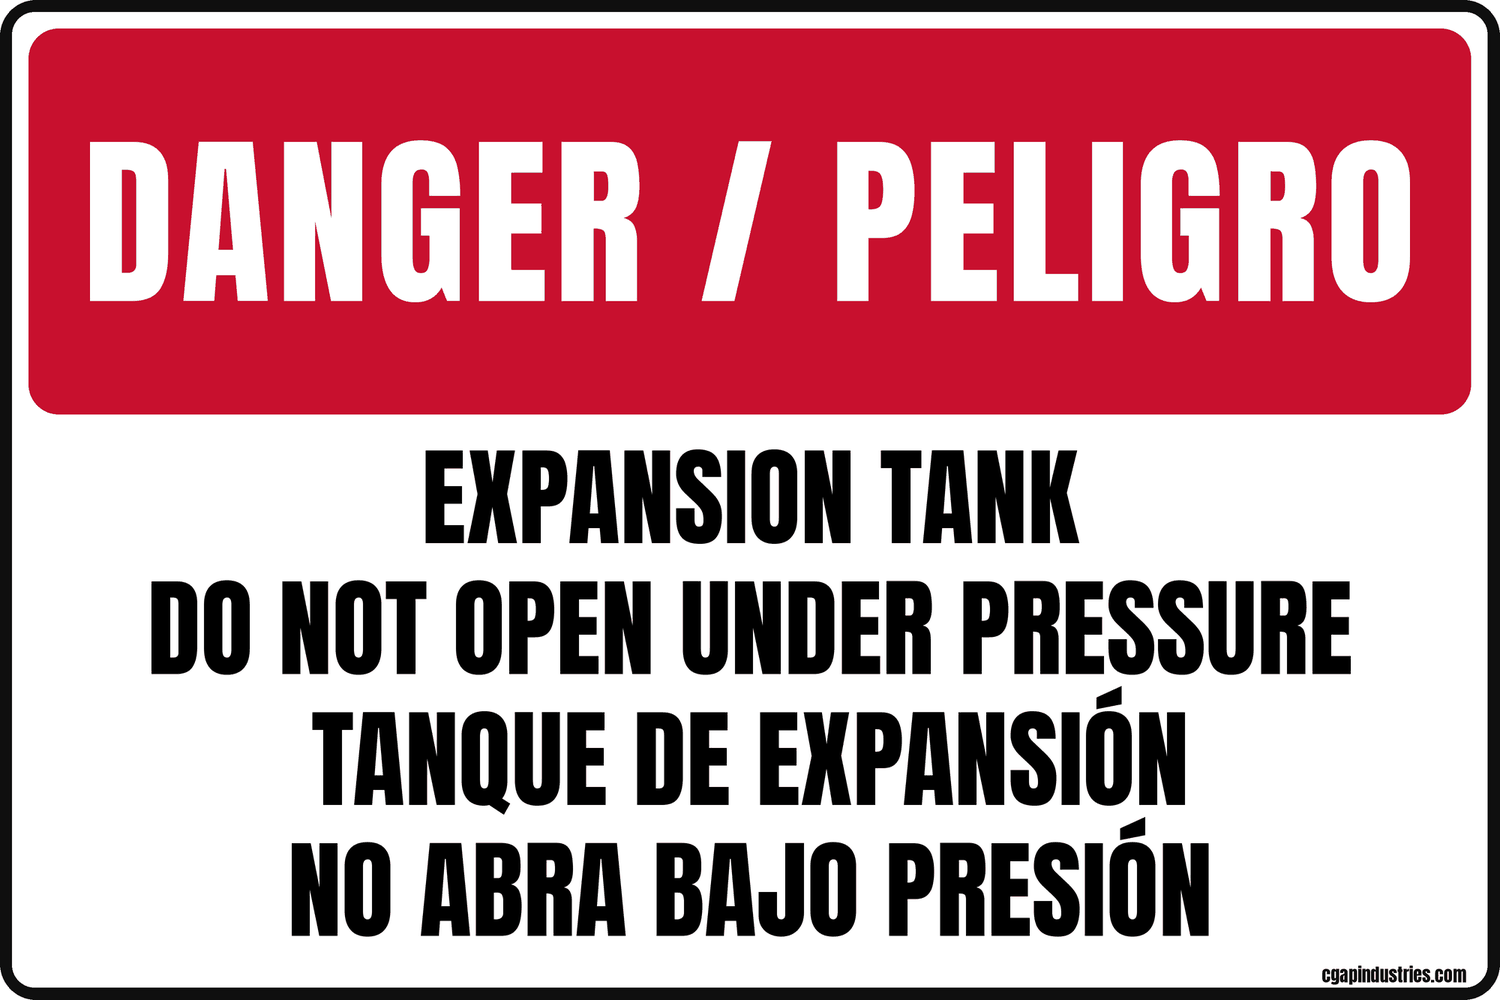 DANGER / PELIGRO
EXPANSION TANK
DO NOT OPEN UNDER PRESSURE
TANQUE DE EXPANSIÓN
NO ABRA BAJO PRESIÓN
cgapindustries.com